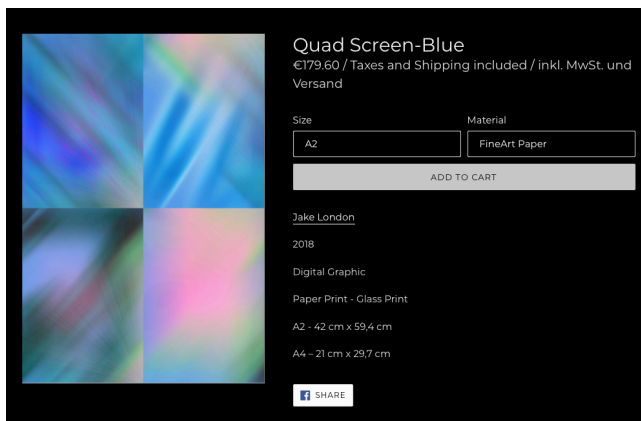 Quad Screen-Blue
€179.60 / Taxes and Shipping included / inkl. MwSt. und
Versand
Size
Material
A2
FineArt Paper
ADD TO CART
Jake London
2018
Digital Graphic
Paper Print - Glass Print
A2 - 42 cm x 59,4 cm
A4 – 21 cm x 29,7 cm
SHARE